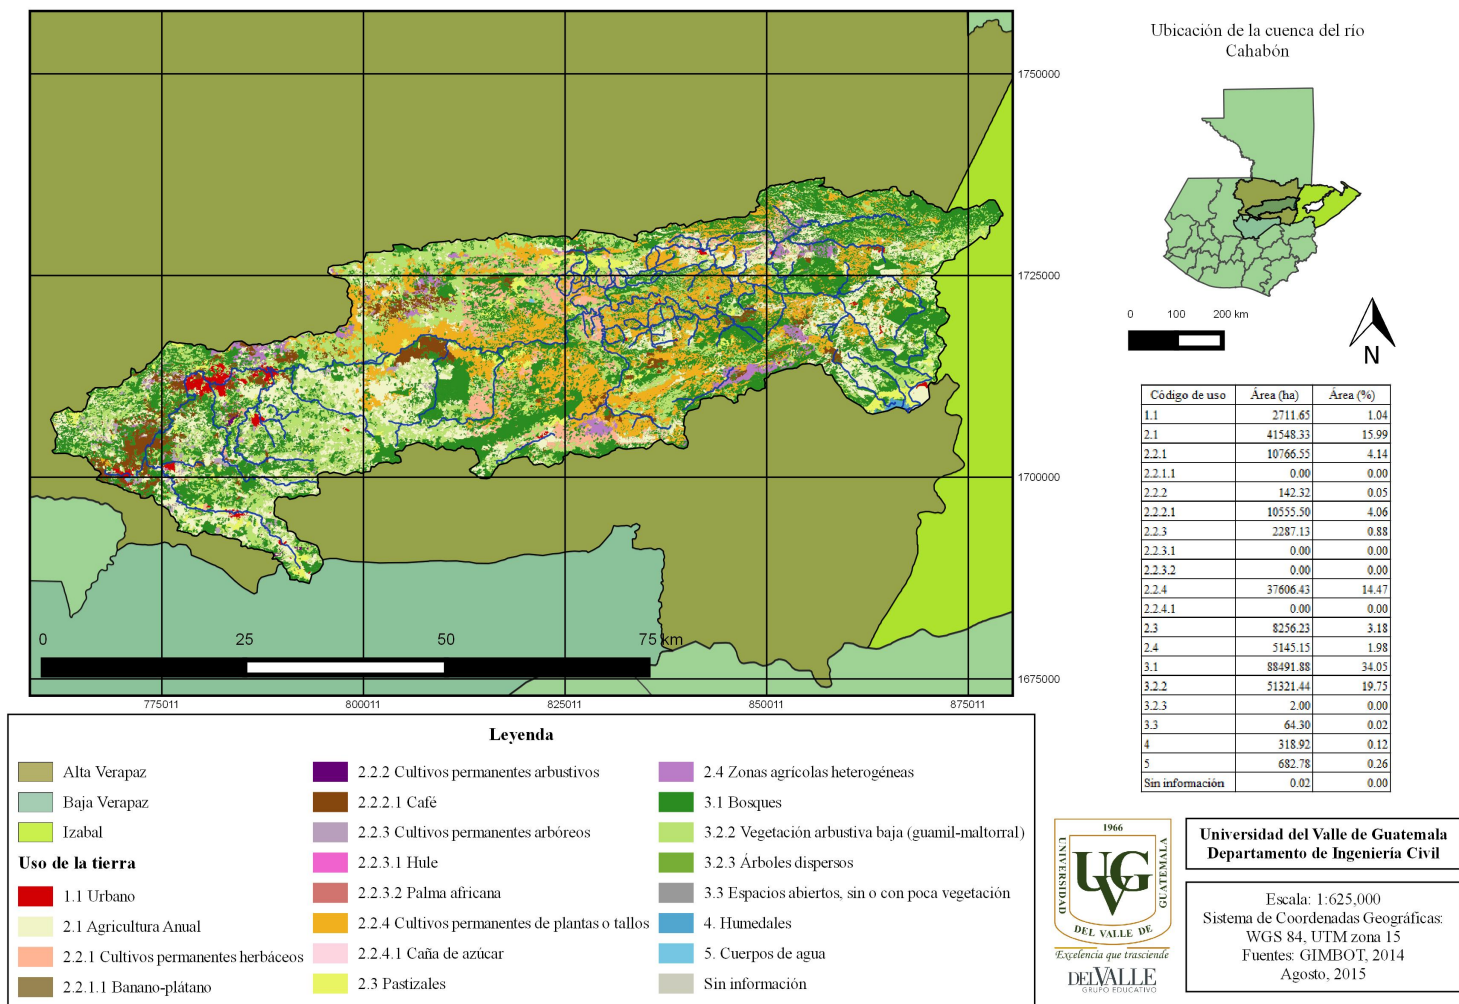 Ubicación de la cuenca del río
Cahabón
1750000
1725000
1700000
1675000
0 25 50 75 km
775011 800011 825011 850011 875011
0 100 200 km
N
Código de uso Área (ha) Área (%)
1.1 2711.65 1.04
2.1 41548.33 15.99
2.2.1 10766.55 4.14
2.2.1.1 0.00 0.00
2.2.2 142.32 0.05
2.2.2.1 10555.50 4.06
2.2.3 2287.13 0.88
2.2.3.1 0.00 0.00
2.2.3.2 0.00 0.00
2.2.4 37606.43 14.47
2.2.4.1 0.00 0.00
2.3 8256.23 3.18
2.4 5145.15 1.98
3.1 88491.88 34.05
3.2.2 51321.44 19.75
3.2.3 2.00 0.00
3.3 64.30 0.02
4 318.92 0.12
5 682.78 0.26
Sin información 0.02 0.00
Leyenda
Alta Verapaz
Baja Verapaz
Izabal
Uso de la tierra
1.1 Urbano
2.1 Agricultura Anual
2.2.1 Cultivos permanentes herbáceos
2.2.1.1 Banano-plátano
2.2.2 Cultivos permanentes arbustivos
2.2.2.1 Café
2.2.3 Cultivos permanentes arbóreos
2.2.3.1 Hule
2.2.3.2 Palma africana
2.2.4 Cultivos permanentes de plantas o tallos
2.2.4.1 Caña de azúcar
2.3 Pastizales
2.4 Zonas agrícolas heterogéneas
3.1 Bosques
3.2.2 Vegetación arbustiva baja (guamil-maltorral)
3.2.3 Árboles dispersos
3.3 Espacios abiertos, sin o con poca vegetación
4. Humedales
5. Cuerpos de agua
Sin información
1966
UNIVERSIDAD
UVG
GUATEMALA
DEL VALLE DE
Excelencia que trasciende
DELVALLE
GRUPO EDUCATIVO
Universidad del Valle de Guatemala
Departamento de Ingeniería Civil
Escala: 1:625,000
Sistema de Coordenadas Geográficas:
WGS 84, UTM zona 15
Fuentes: GIMBOT, 2014
Agosto, 2015